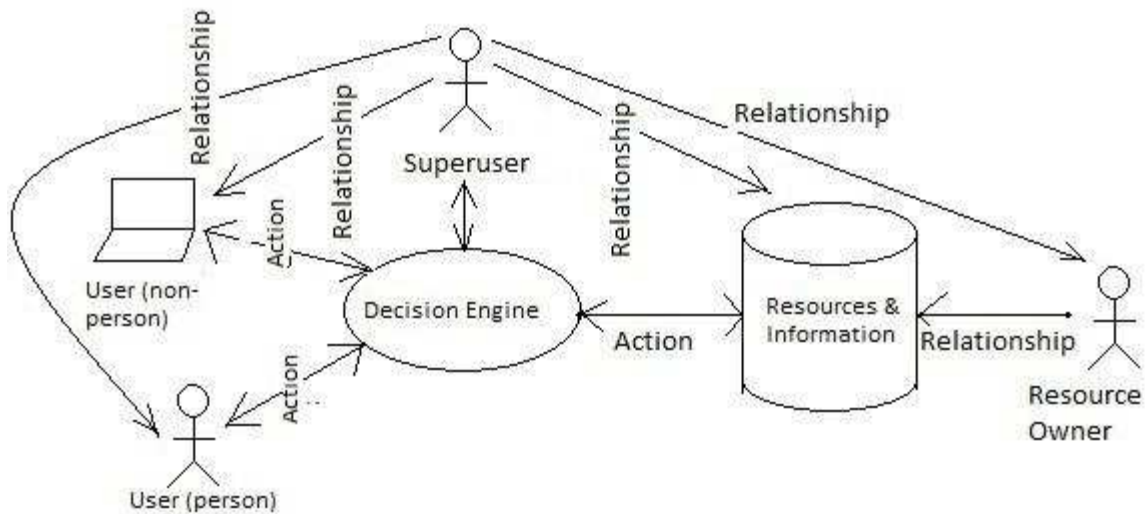 Relationship
Relationship
Relationship
Relationship
Superuser
Action
User (non-
person)
Decision Engine
Action
Resources &
Information
Relationship
Resource
Owner
Action
User (person)